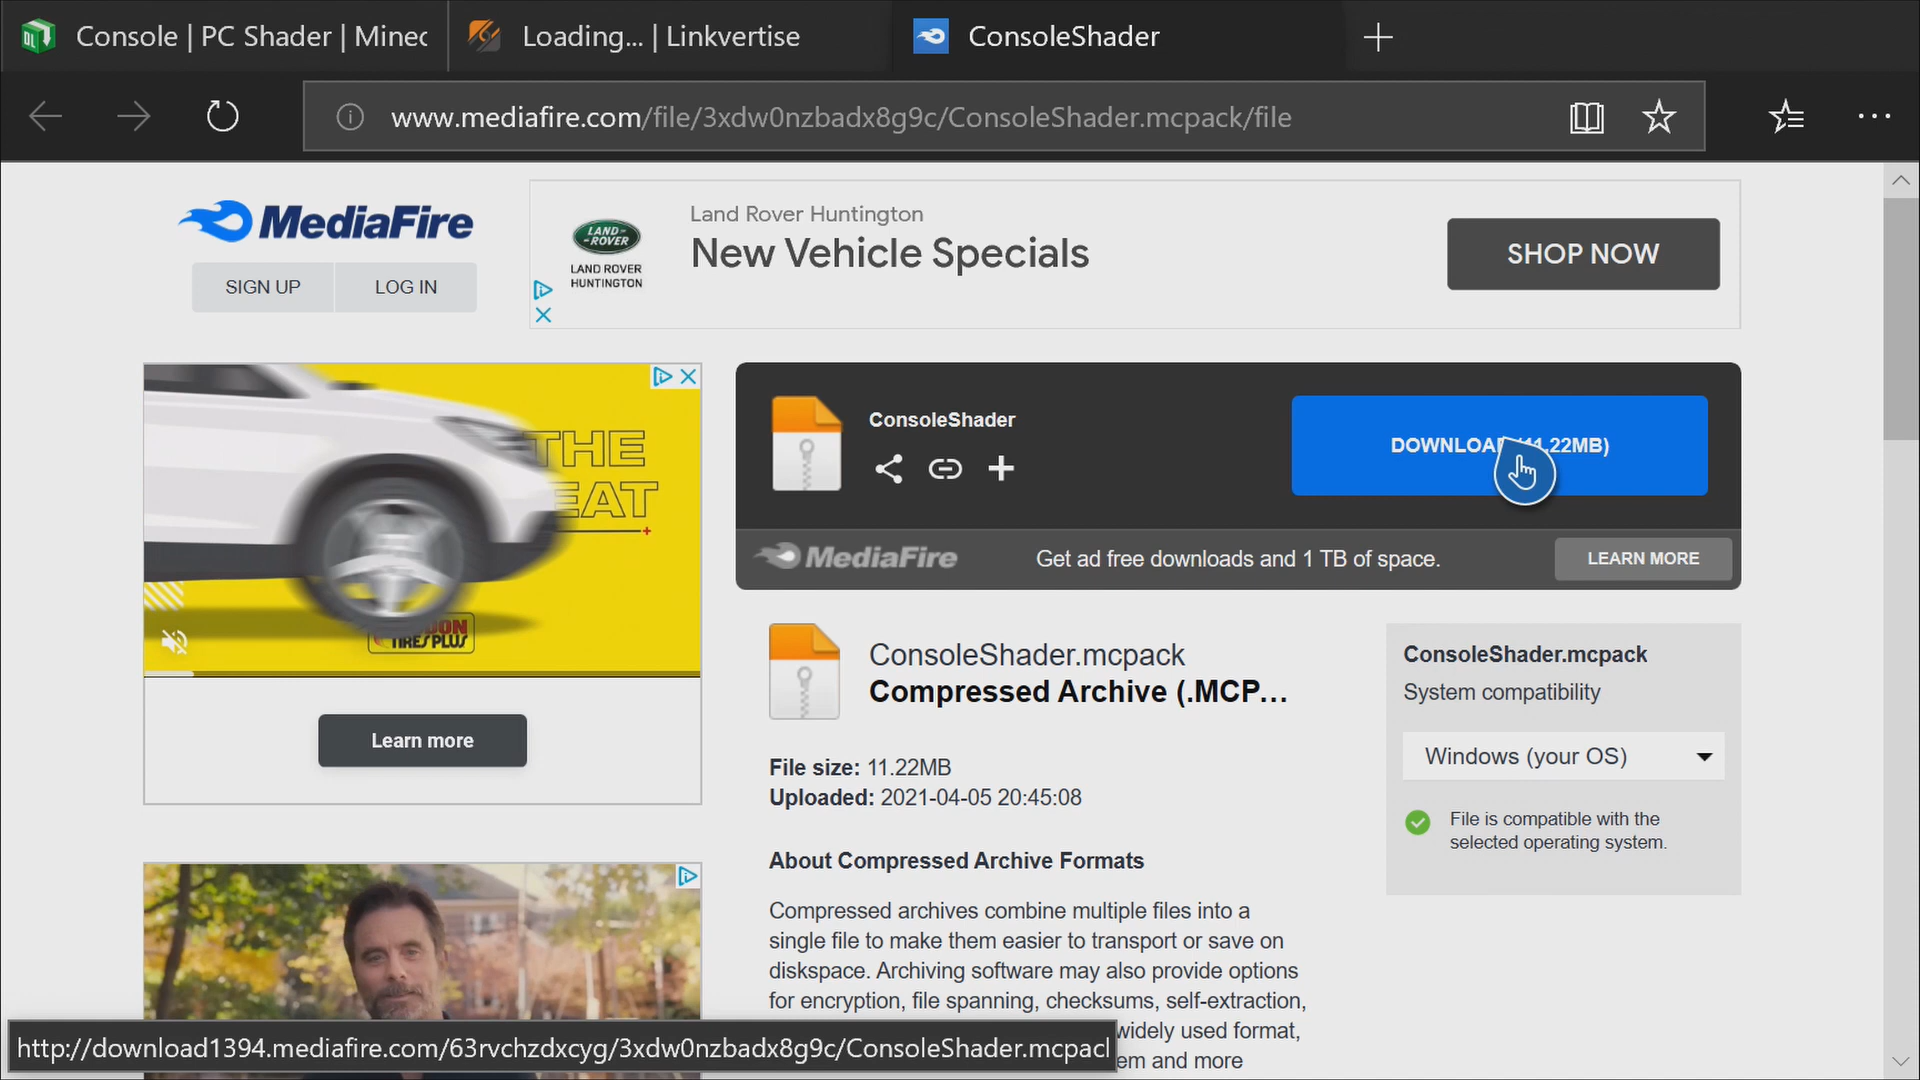 Console | PC Shader | Minec
Loading... | Linkvertise
ConsoleShader
www.mediafire.com/file/3xdw0nzbadx8g9c/ConsoleShader.mcpack/file
MediaFire
SIGN UP
LOG IN
LAND-
-ROVER
LAND ROVER
HUNTINGTON
Land Rover Huntington
New Vehicle Specials
SHOP NOW
THE
EAT
TIRES PLUS
Learn more
ConsoleShader
DOWNLOAD (11.22MB)
MediaFire
Get ad free downloads and 1 TB of space.
LEARN MORE
ConsoleShader.mcpack
Compressed Archive (.MCP...
File size: 11.22MB
Uploaded: 2021-04-05 20:45:08
ConsoleShader.mcpack
System compatibility
Windows (your OS)
File is compatible with the
selected operating system.
About Compressed Archive Formats
Compressed archives combine multiple files into a
single file to make them easier to transport or save on
diskspace. Archiving software may also provide options
for encryption, file spanning, checksums, self-extraction,
widely used format,
em and more
http://download1394.mediafire.com/63rvchzdxcyg/3xdw0nzbadx8g9c/ConsoleShader.mcpacl